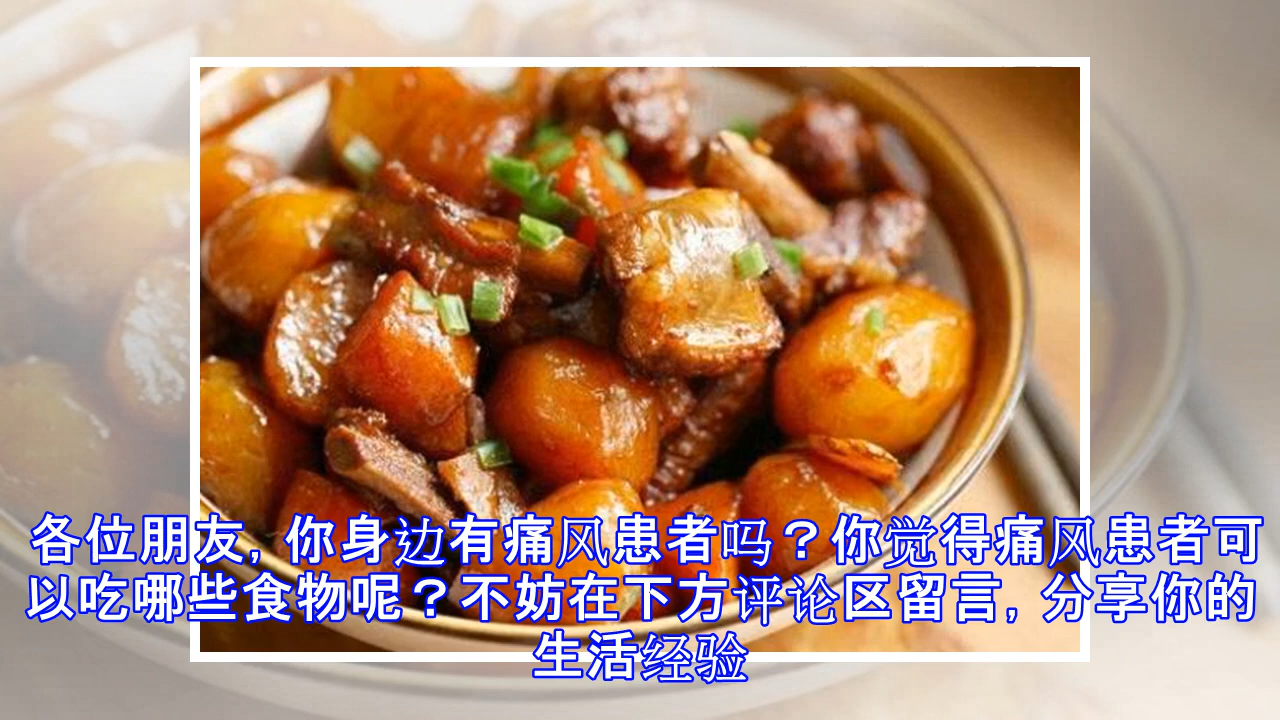 各位朋友,你身边有痛风患者吗？你觉得痛风患者可
以吃哪些食物呢？不妨在下方评论区留言,分享你的
生活经验